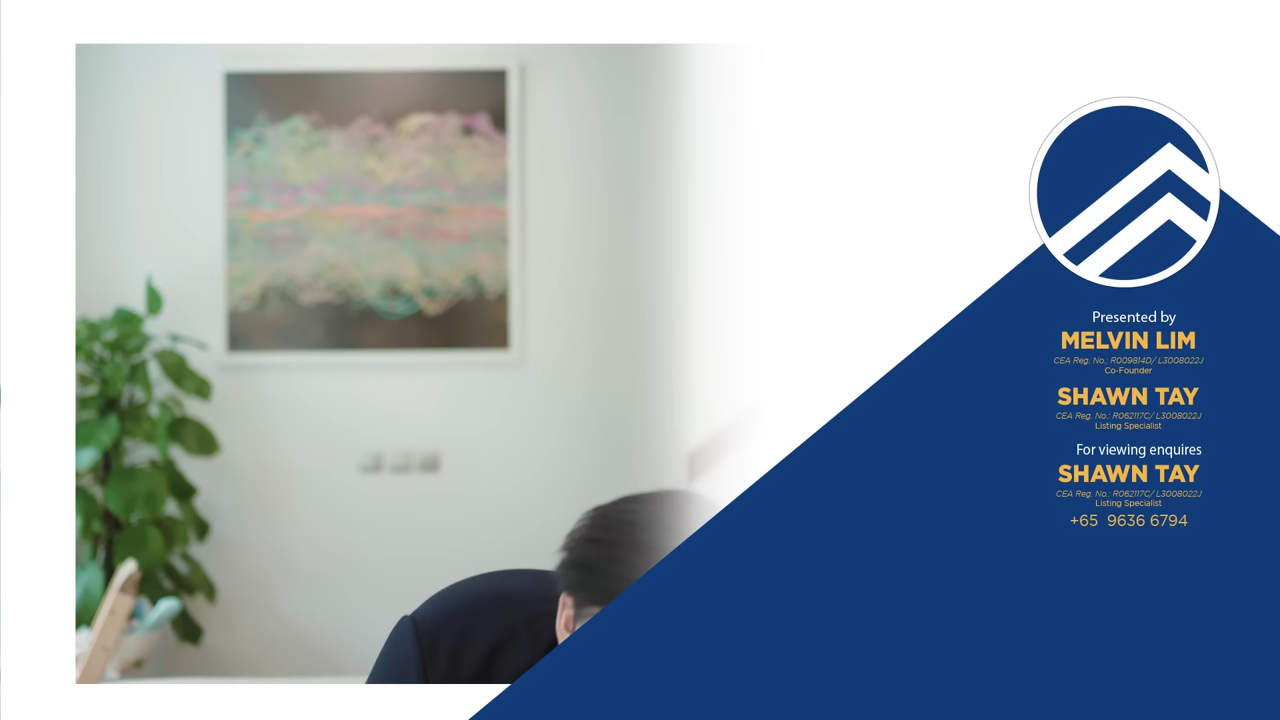 Presented by
MELVIN LIM
CEA Reg. No.: R009814D/ L3008022J
Co-Founder
SHAWN TAY
CEA Reg. No.: R062117C/ L3008022J
Listing Specialist
For viewing enquires
SHAWN TAY
CEA Reg. No.: R062117C/ L3008022J
Listing Specialist
+65 9636 6794